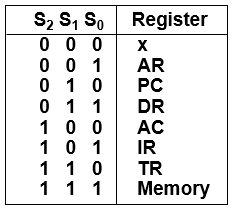 S₂ S₁ S₀ Register
0 0 0 x
0 0 1 AR
0 1 0 PC
0 1 1 DR
1 0 0 AC
1 0 1 IR
1 1 0 TR
1 1 1 Memory